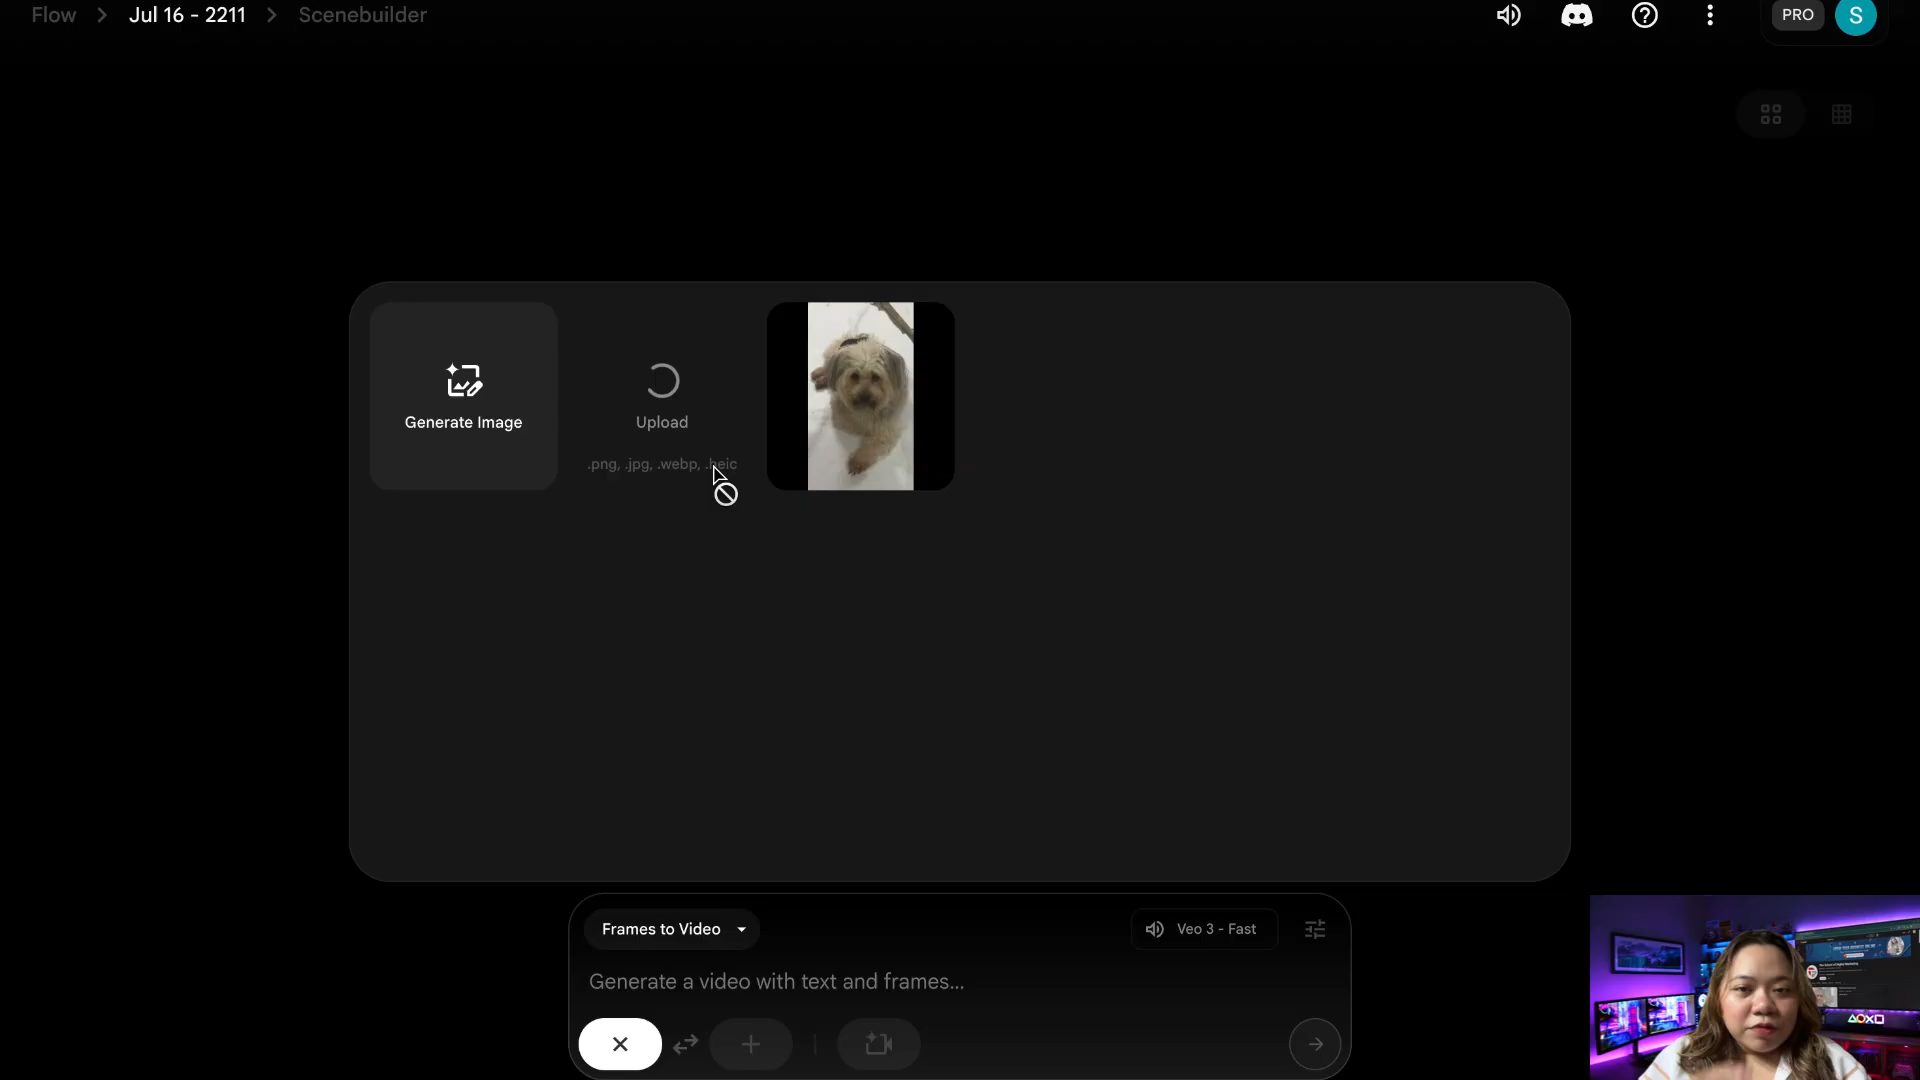 Flow > Jul 16 - 2211 > Scenebuilder
PRO
S
Generate Image
Upload
.png, .jpg, .webp, .heic
Frames to Video
Veo 3 - Fast
Generate a video with text and frames...